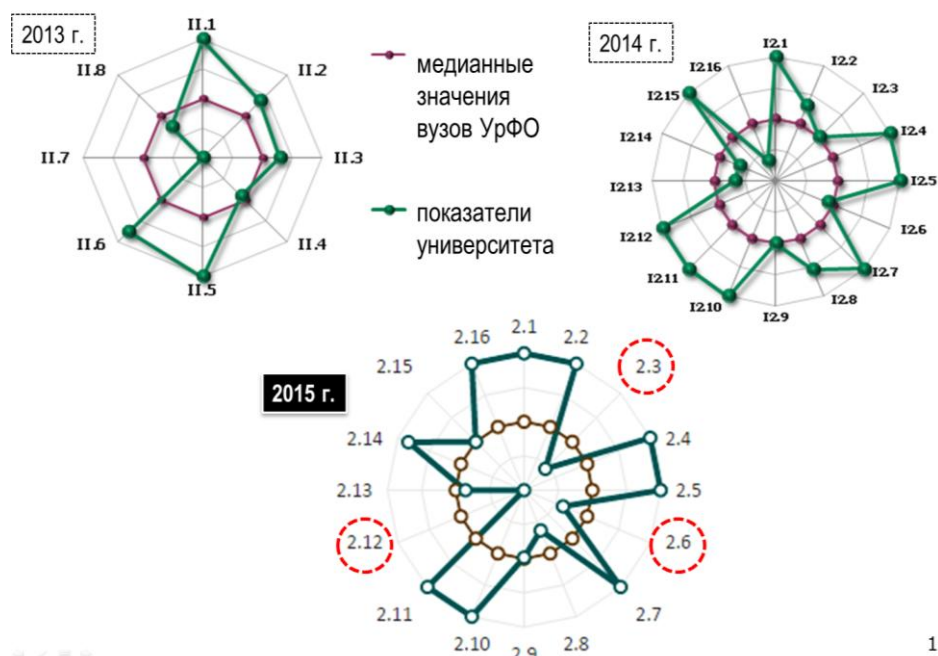 2013 г.
II.1
II.2
II.3
II.4
II.5
II.6
II.7
II.8
медианные
значения
вузов УрФО
показатели
университета
2014 г.
I2.1
I2.2
I2.3
I2.4
I2.5
I2.6
I2.7
I2.8
I2.9
I2.10
I2.11
I2.12
I2.13
I2.14
I2.15
I2.16
2015 г.
2.1
2.2
2.3
2.4
2.5
2.6
2.7
2.8
2.9
2.10
2.11
2.12
2.13
2.14
2.15
2.16
1